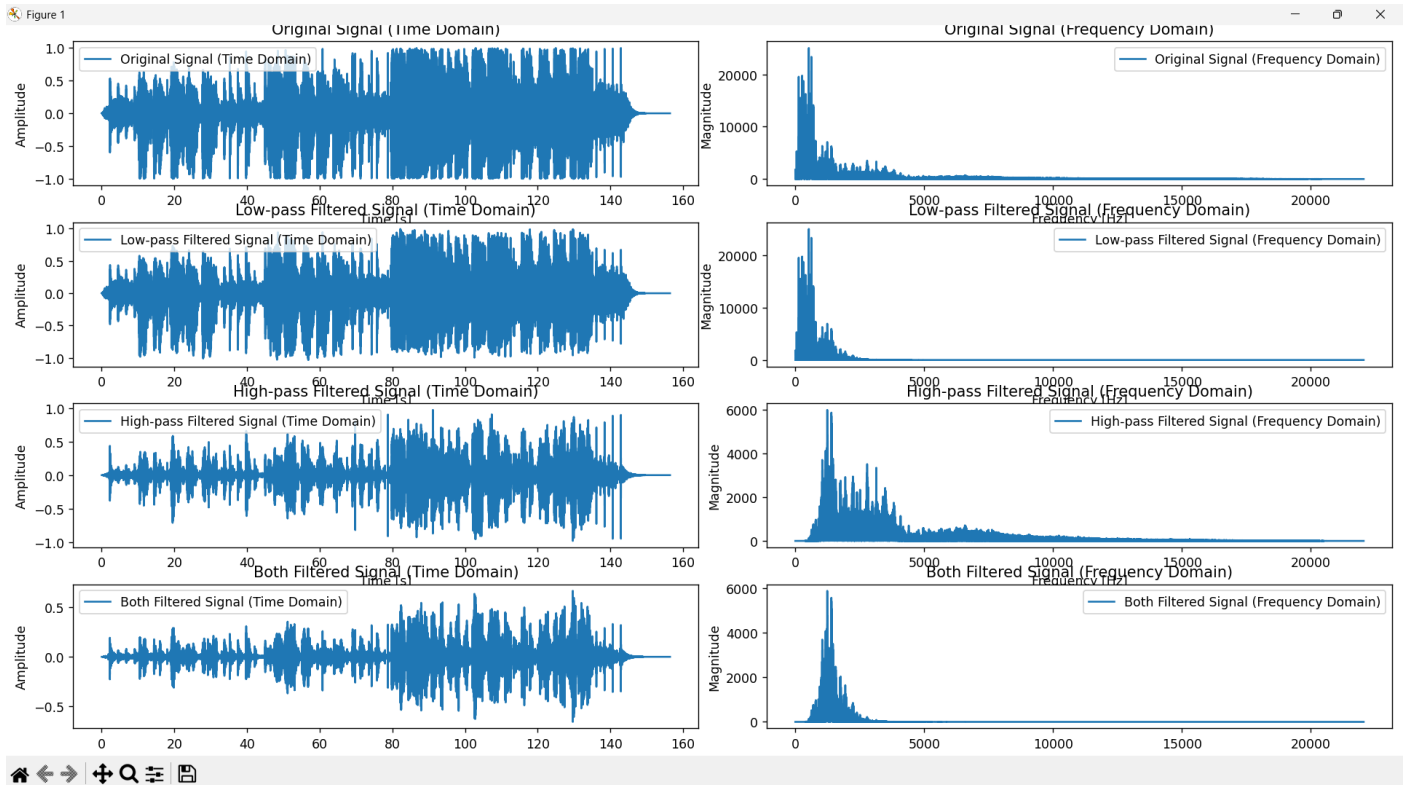 Figure 1
Original Signal (Time Domain)
1.0
0.5
0.0
−0.5
−1.0
Amplitude
Original Signal (Time Domain)
0 20 40 60 80 100 120 140 160
Time [s]
Original Signal (Frequency Domain)
20000
10000
0
Magnitude
Original Signal (Frequency Domain)
0 5000 10000 15000 20000
Frequency [Hz]
Low-pass Filtered Signal (Time Domain)
1.0
0.5
0.0
−0.5
−1.0
Amplitude
Low-pass Filtered Signal (Time Domain)
0 20 40 60 80 100 120 140 160
Time [s]
Low-pass Filtered Signal (Frequency Domain)
20000
10000
0
Magnitude
Low-pass Filtered Signal (Frequency Domain)
0 5000 10000 15000 20000
Frequency [Hz]
High-pass Filtered Signal (Time Domain)
1.0
0.5
0.0
−0.5
−1.0
Amplitude
High-pass Filtered Signal (Time Domain)
0 20 40 60 80 100 120 140 160
Time [s]
High-pass Filtered Signal (Frequency Domain)
6000
4000
2000
0
Magnitude
High-pass Filtered Signal (Frequency Domain)
0 5000 10000 15000 20000
Frequency [Hz]
Both Filtered Signal (Time Domain)
0.5
0.0
−0.5
Amplitude
Both Filtered Signal (Time Domain)
0 20 40 60 80 100 120 140 160
Both Filtered Signal (Frequency Domain)
6000
4000
2000
0
Magnitude
Both Filtered Signal (Frequency Domain)
0 5000 10000 15000 20000